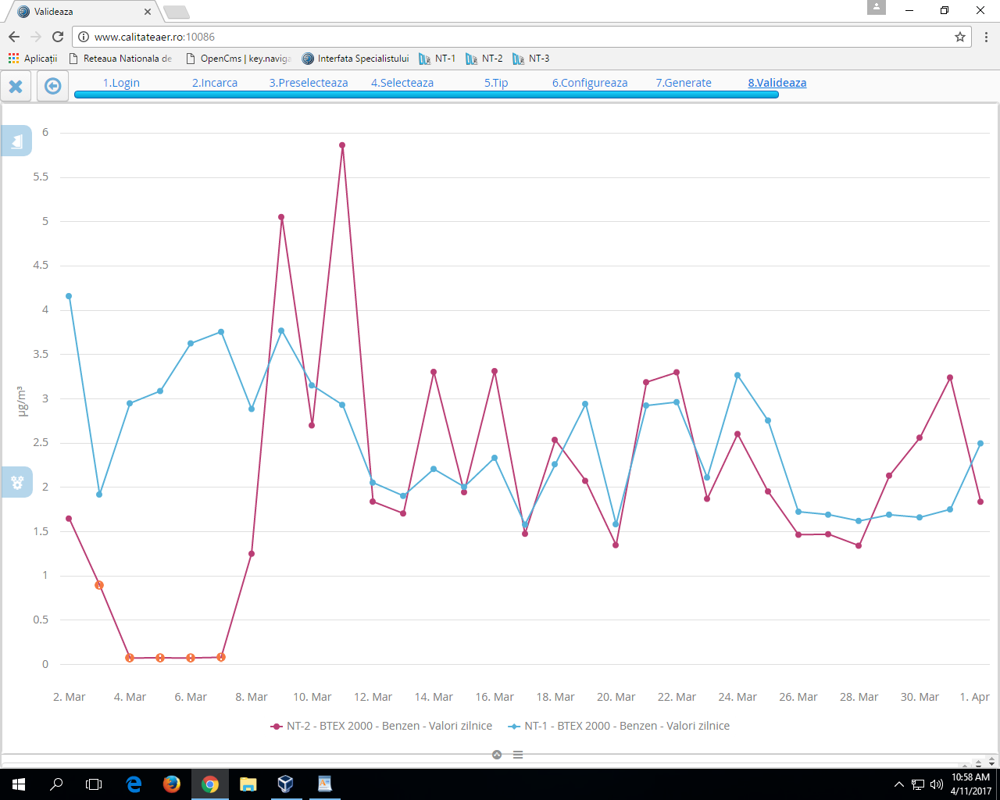 Valideaza
www.calitateaer.ro:10086
Aplicații Reteaua Nationala de OpenCms | key.naviga Interfata Specialistului NT-1 NT-2 NT-3
1.Login 2.Incarca 3.Preselecteaza 4.Selecteaza 5.Tip 6.Configureaza 7.Generate 8.Valideaza
6
5.5
5
4.5
4
3.5
3
µg/m³
2.5
2
1.5
1
0.5
0
2. Mar 4. Mar 6. Mar 8. Mar 10. Mar 12. Mar 14. Mar 16. Mar 18. Mar 20. Mar 22. Mar 24. Mar 26. Mar 28. Mar 30. Mar 1. Apr
NT-2 - BTEX 2000 - Benzen - Valori zilnice NT-1 - BTEX 2000 - Benzen - Valori zilnice
10:58 AM
4/11/2017